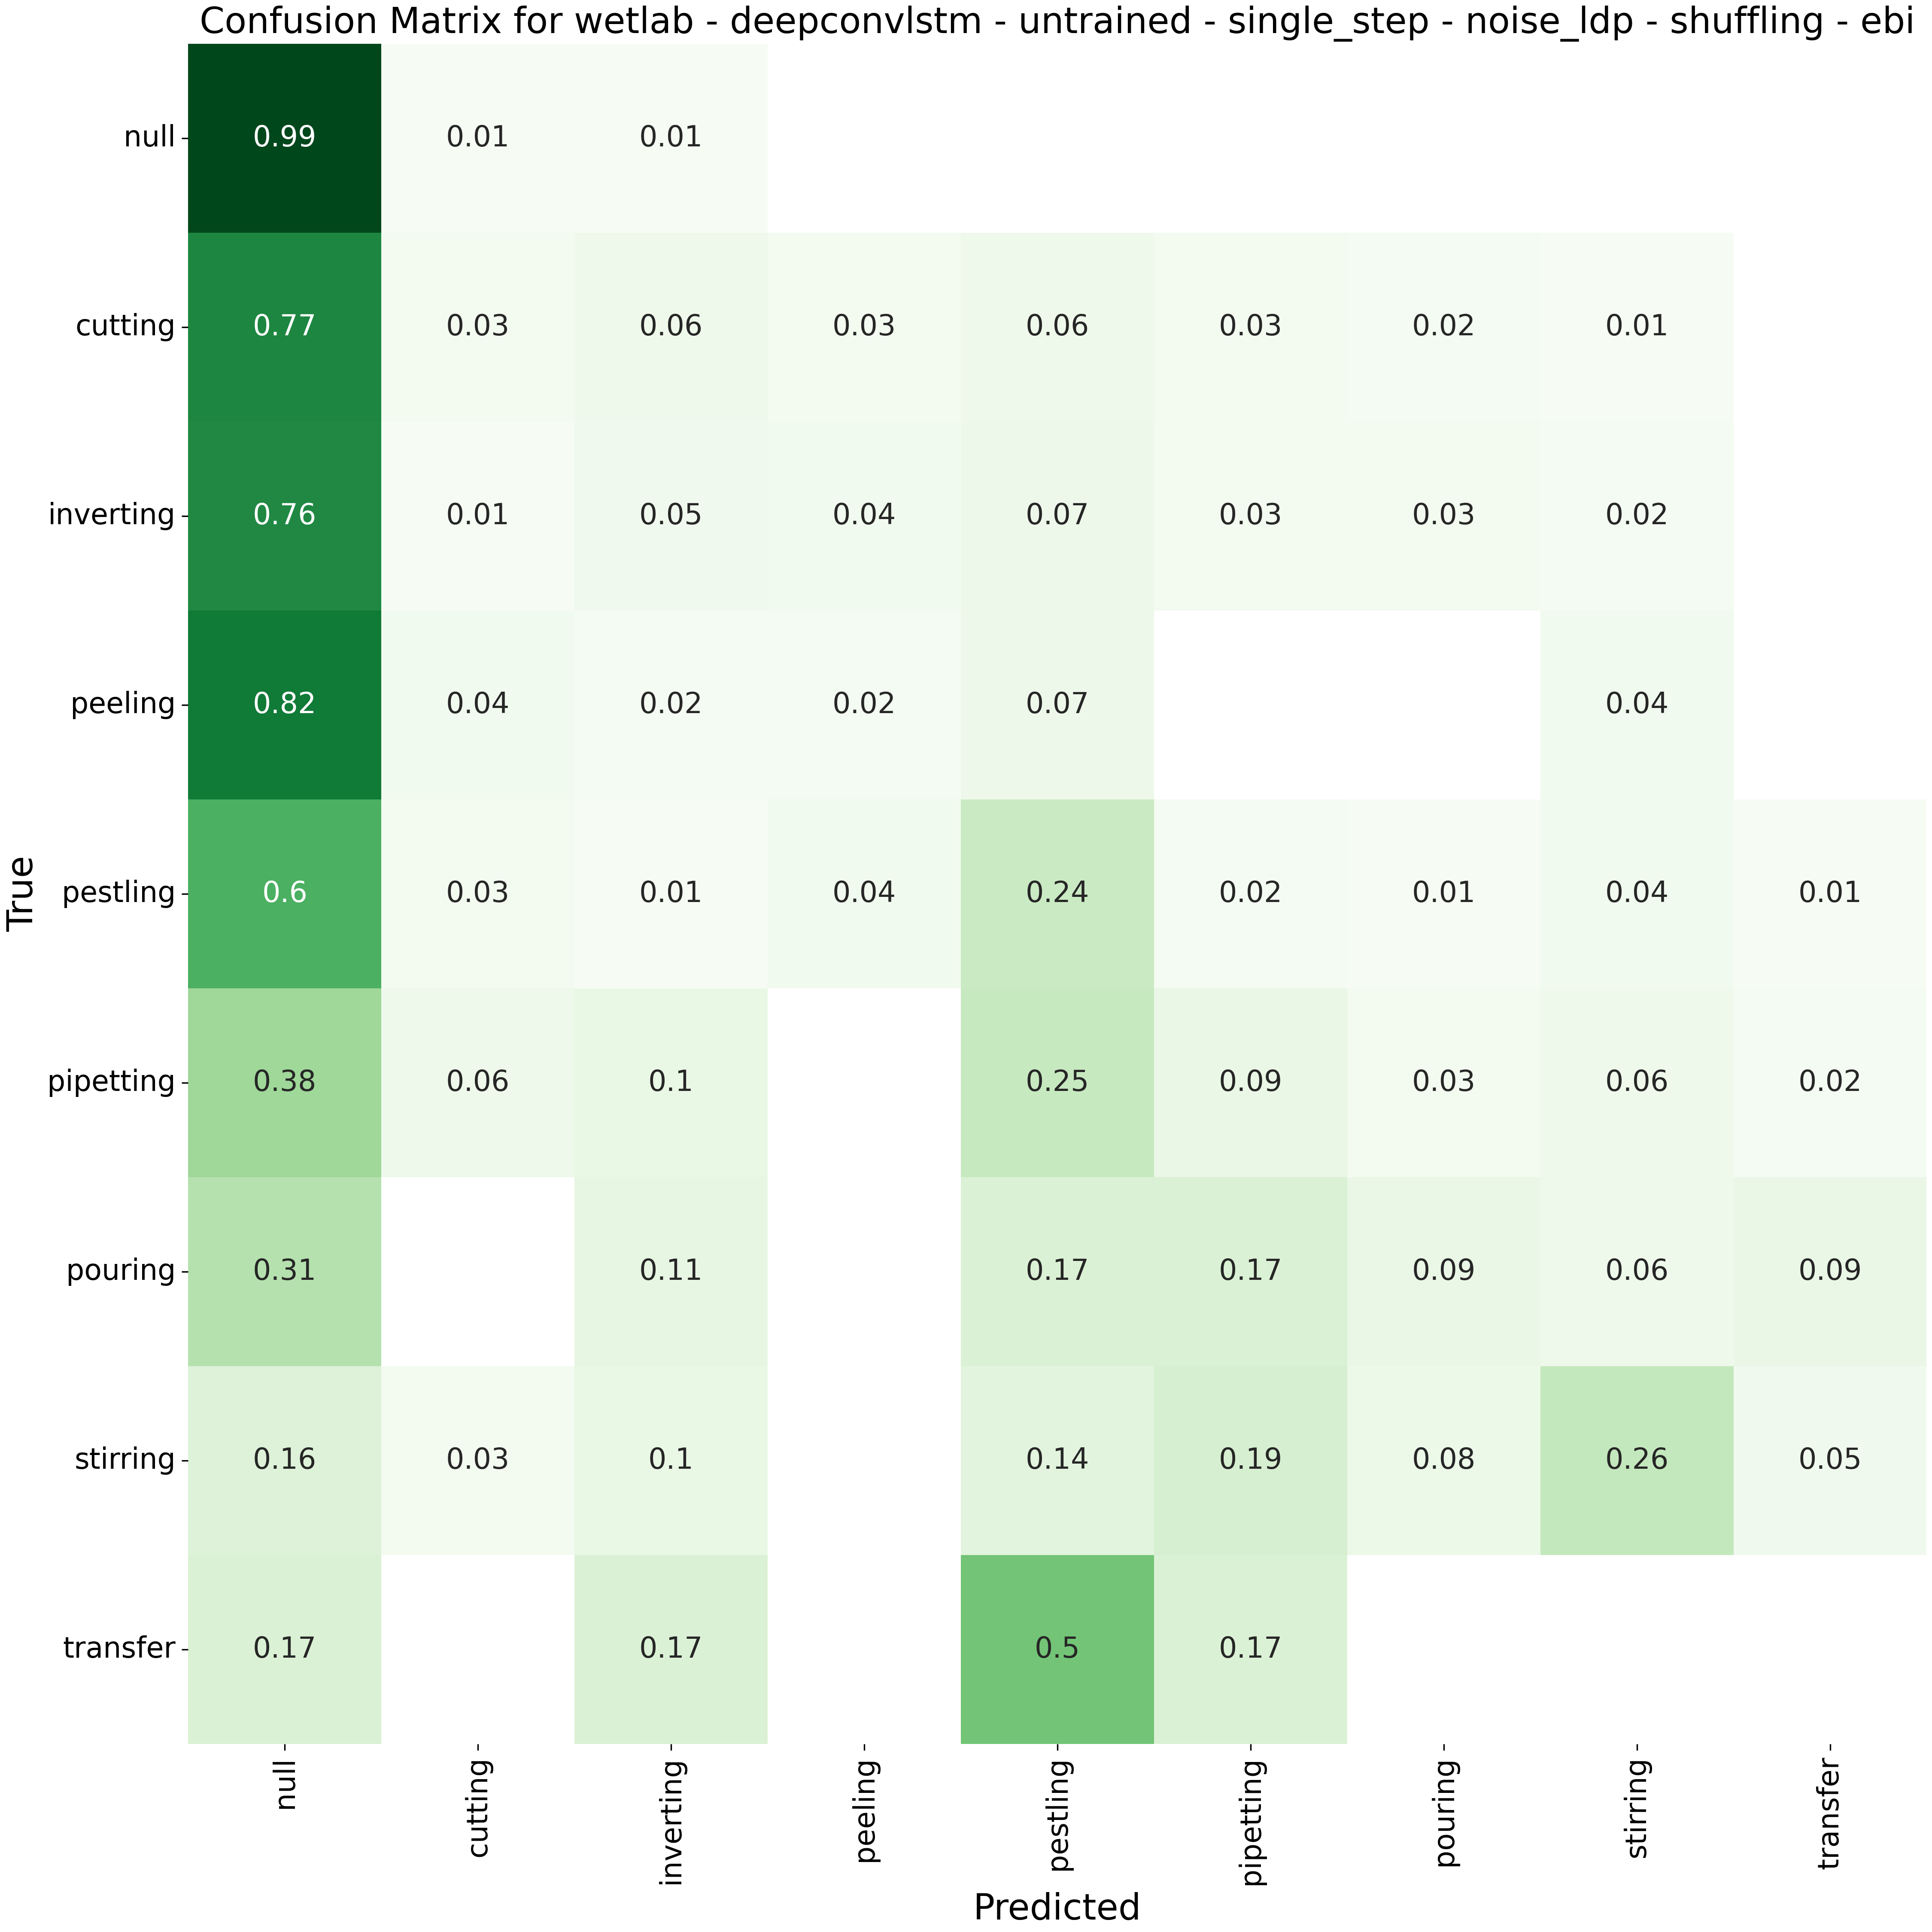 Confusion Matrix for wetlab - deepconvlstm - untrained - single_step - noise_ldp - shuffling - ebi
null 0.99 0.01 0.01
cutting 0.77 0.03 0.06 0.03 0.06 0.03 0.02 0.01
inverting 0.76 0.01 0.05 0.04 0.07 0.03 0.03 0.02
peeling 0.82 0.04 0.02 0.02 0.07 0.04
pestling 0.6 0.03 0.01 0.04 0.24 0.02 0.01 0.04 0.01
pipetting 0.38 0.06 0.1 0.25 0.09 0.03 0.06 0.02
pouring 0.31 0.11 0.17 0.17 0.09 0.06 0.09
stirring 0.16 0.03 0.1 0.14 0.19 0.08 0.26 0.05
transfer 0.17 0.17 0.5 0.17
True
null cutting inverting peeling pestling pipetting pouring stirring transfer
Predicted